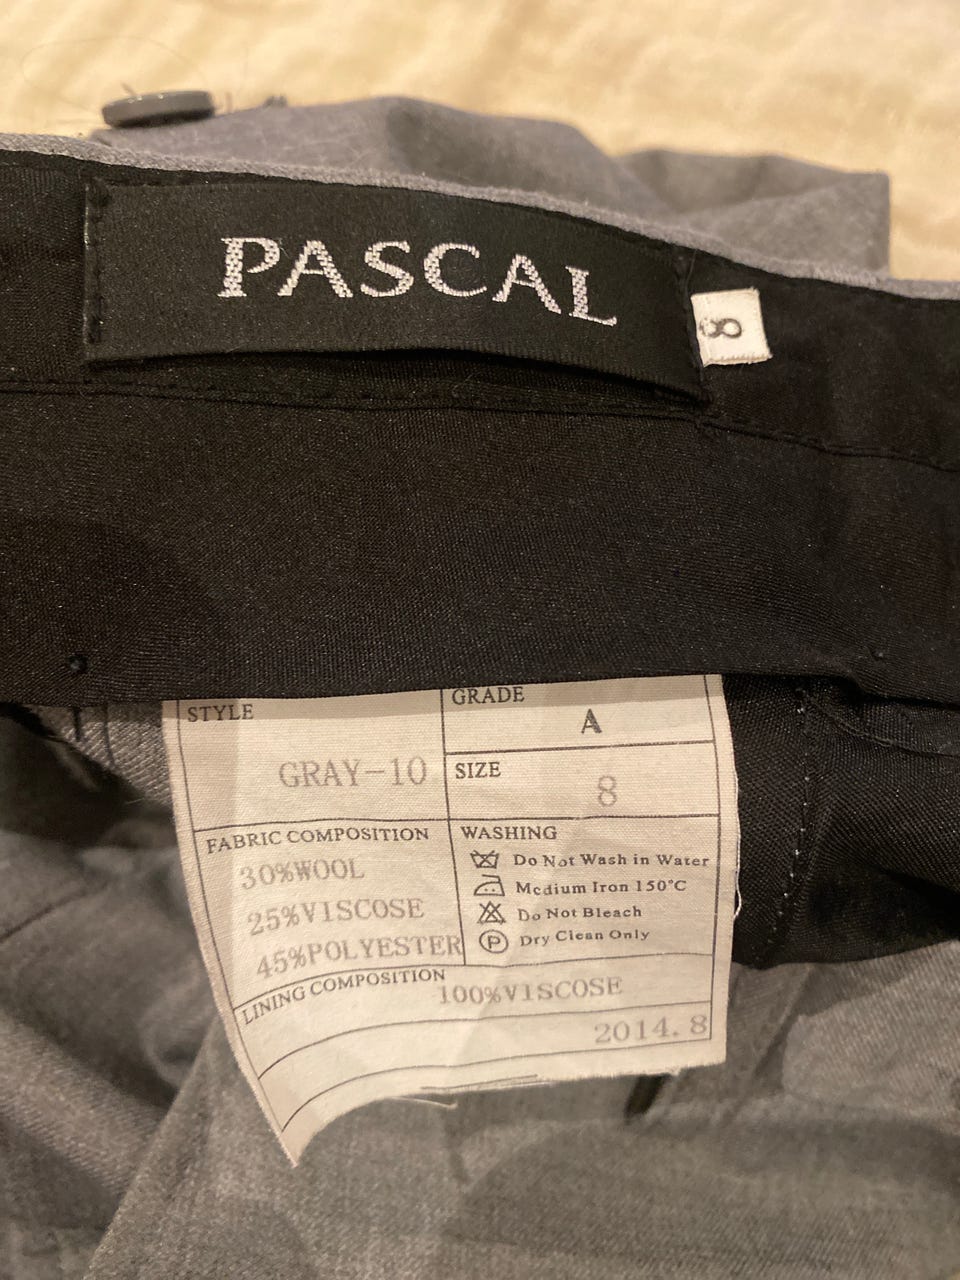 PASCAL
8
STYLE
GRAY-10
GRADE
A
SIZE
8
FABRIC COMPOSITION
30%WOOL
25%VISCOSE
45%POLYESTER
WASHING
Do Not Wash in Water
Medium Iron 150°C
Do Not Bleach
P Dry Clean Only
LINING COMPOSITION
100%VISCOSE
2014.8